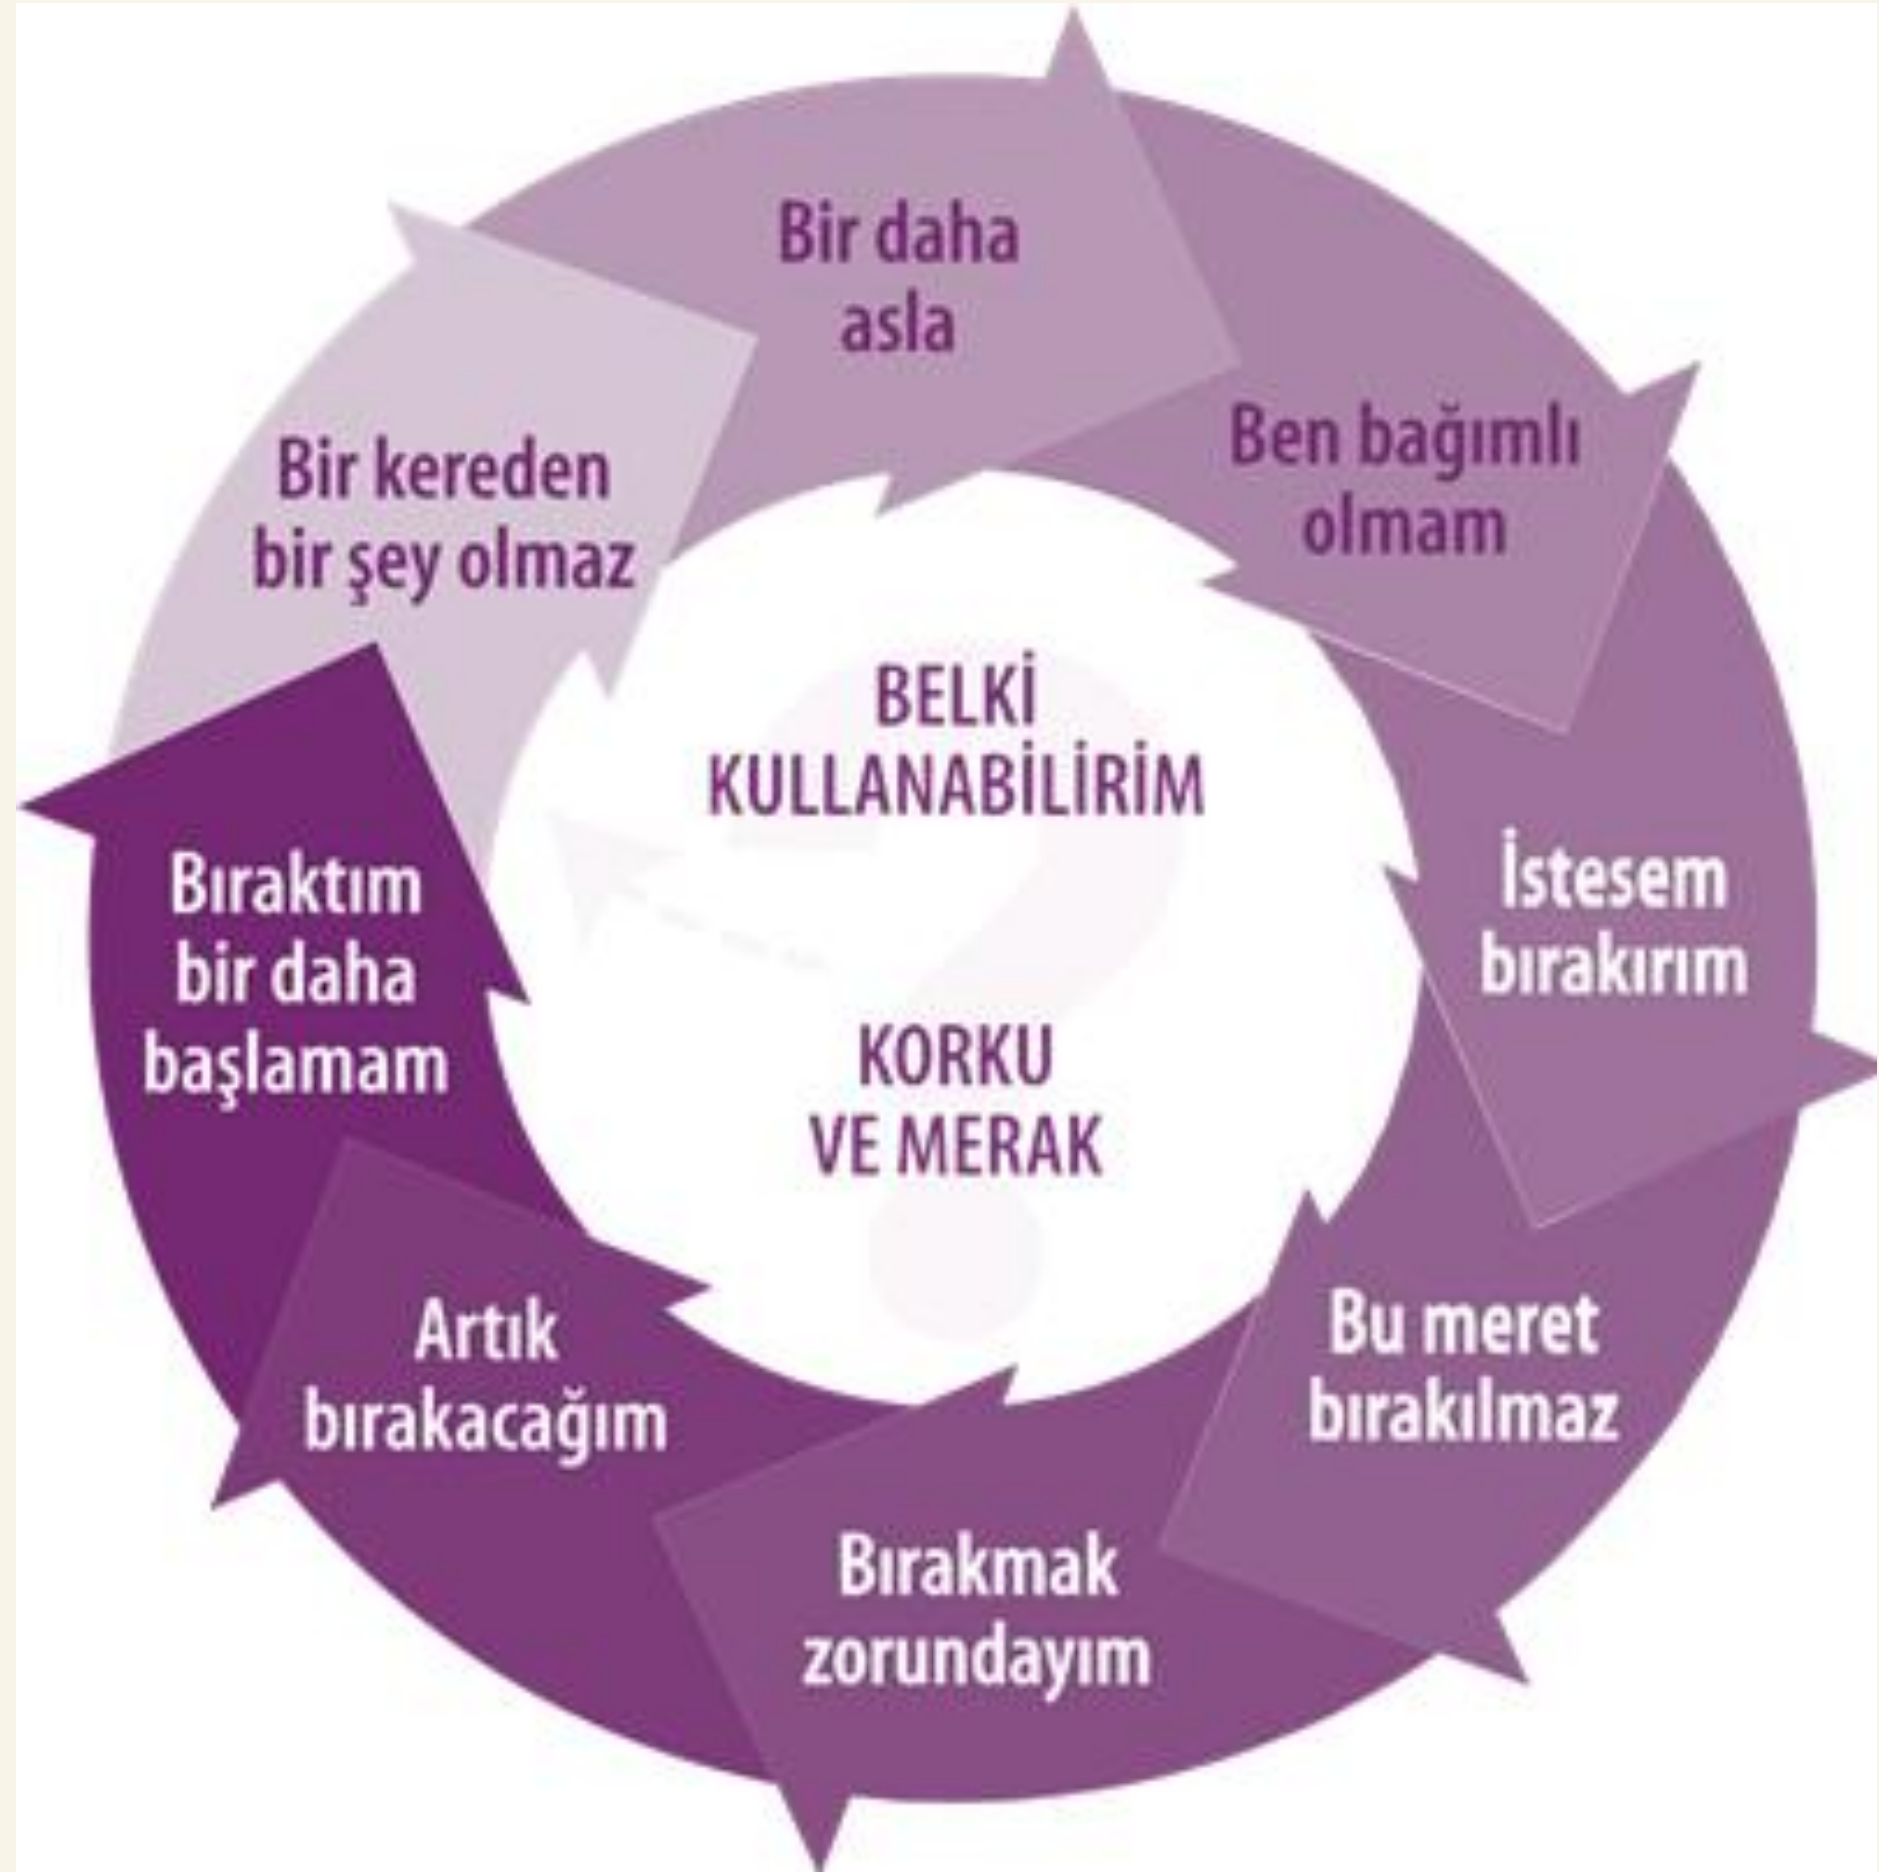 Bir daha
asla
Ben bağımlı
olmam
İstesem
bırakırım
Bu meret
bırakılmaz
Bırakmak
zorundayım
Artık
bırakacağım
Bıraktım
bir daha
başlamam
Bir kereden
bir şey olmaz
BELKİ
KULLANABİLİRİM
KORKU
VE MERAK